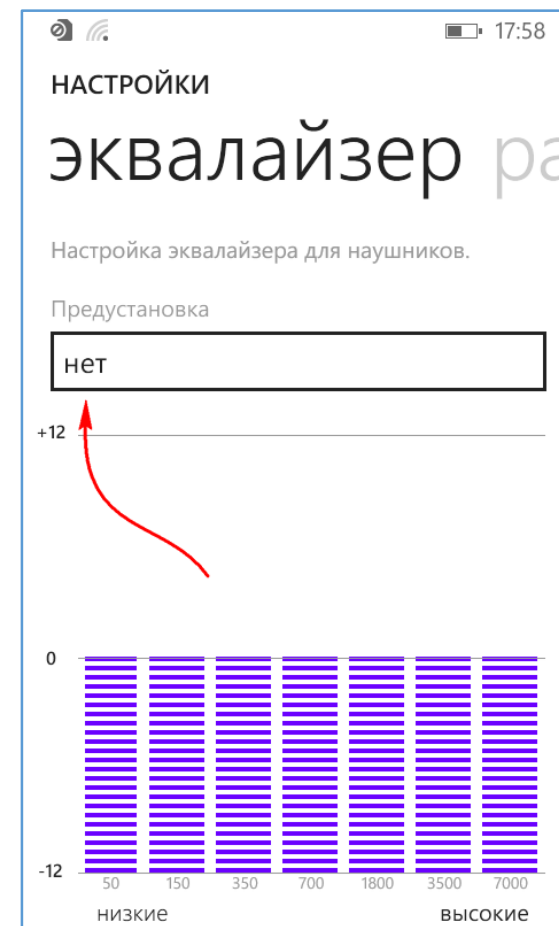 17:58
НАСТРОЙКИ
эквалайзер ра
Настройка эквалайзера для наушников.
Предустановка
нет
+12
0
-12
50 150 350 700 1800 3500 7000
низкие высокие